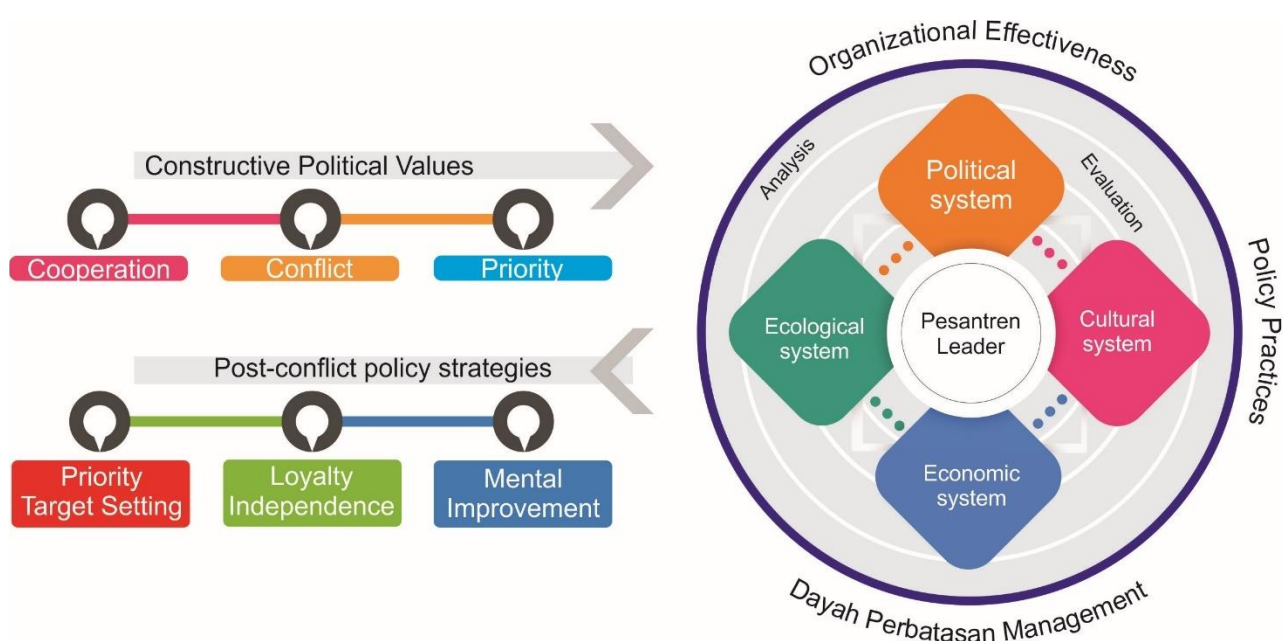 Constructive Political Values
Cooperation
Conflict
Priority
Post-conflict policy strategies
Priority
Target Setting
Loyalty
Independence
Mental
Improvement
Organizational Effectiveness
Analysis
Evaluation
Political
system
Ecological
system
Pesantren
Leader
Cultural
system
Economic
system
Policy Practices
Dayah Perbatasan Management